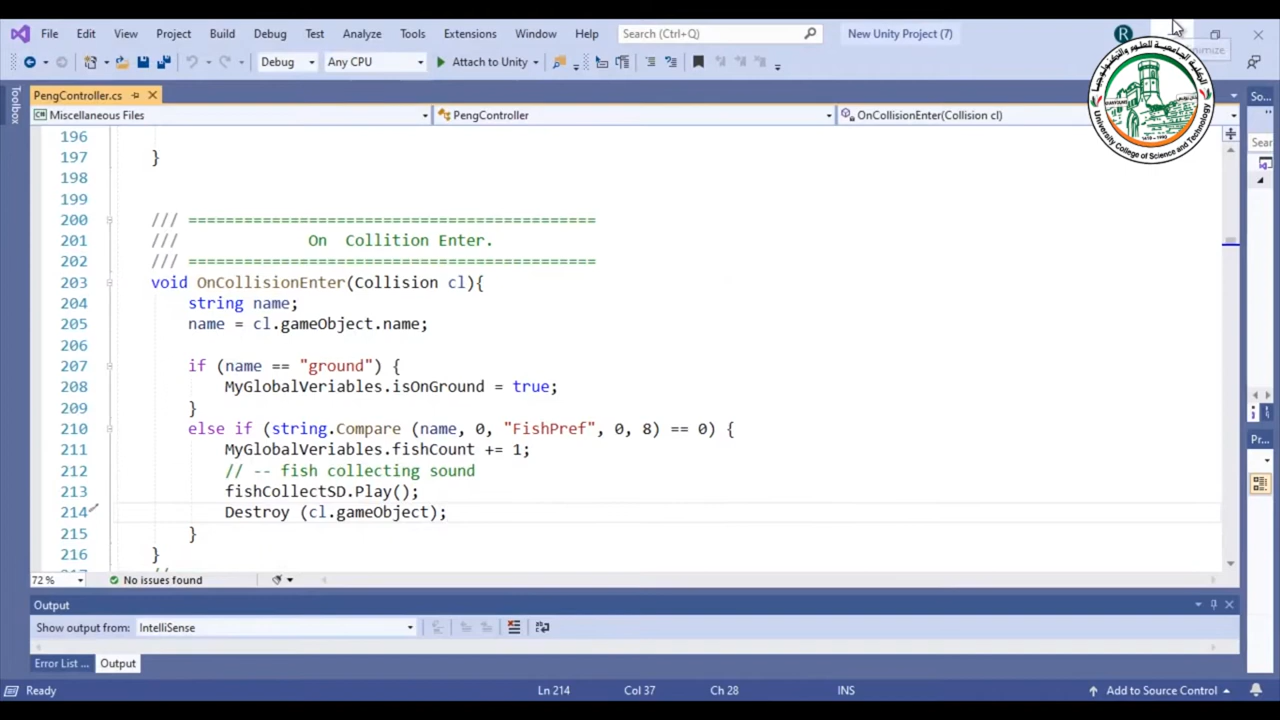 File Edit View Project Build Debug Test Analyze Tools Extensions Window Help Search (Ctrl+Q) New Unity Project (7) R
Debug Any CPU Attach to Unity
PengController.cs
Toolbox
Miscellaneous Files PengController OnCollisionEnter(Collision cl)
University College of Science and Technology
So...
Sear
196
197 }
198
199
200 /// ============================================
201 /// On Collition Enter.
202 /// ============================================
203 void OnCollisionEnter(Collision cl){
204 string name;
205 name = cl.gameObject.name;
206
207 if (name == "ground") {
208 MyGlobalVeriables.isOnGround = true;
209 }
210 else if (string.Compare (name, 0, "FishPref", 0, 8) == 0) {
211 MyGlobalVeriables.fishCount += 1;
212 // -- fish collecting sound
213 fishCollectSD.Play();
214 Destroy (cl.gameObject);
215 }
216 }
Pr...
72 % No issues found
Output
Show output from: IntelliSense
Error List ... Output
Ready Ln 214 Col 37 Ch 28 INS Add to Source Control